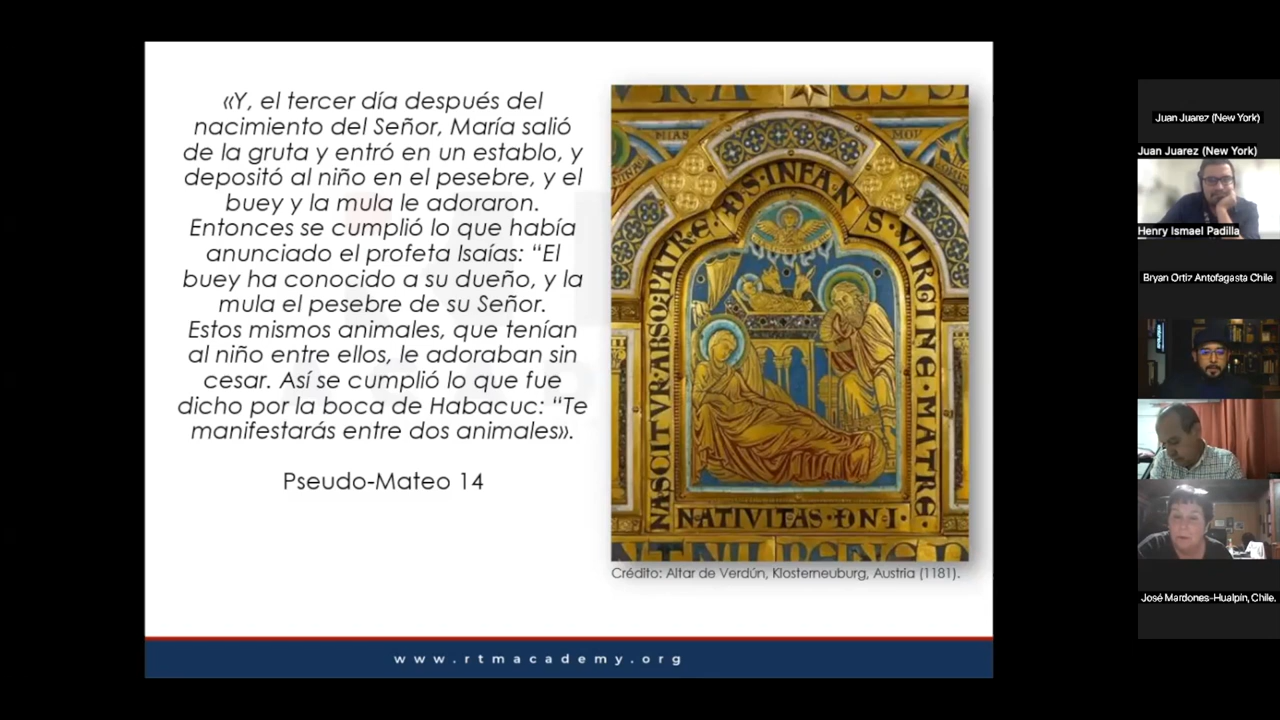 «Y, el tercer día después del
nacimiento del Señor, María salió
de la gruta y entró en un establo, y
depositó al niño en el pesebre, y el
buey y la mula le adoraron.
Entonces se cumplió lo que había
anunciado el profeta Isaías: “El
buey ha conocido a su dueño, y la
mula el pesebre de su Señor.
Estos mismos animales, que tenían
al niño entre ellos, le adoraban sin
cesar. Así se cumplió lo que fue
dicho por la boca de Habacuc: “Te
manifestarás entre dos animales».
Pseudo-Mateo 14
NASCITVR·ABSQ·PATRE·DS·INFANS·VIRGINE·MATRE
NATIVITAS·DNI·
Crédito: Altar de Verdún, Klosterneuburg, Austria (1181).
www.rtmacademy.org
Juan Juarez (New York)
Juan Juarez (New York)
Henry Ismael Padilla
Bryan Ortiz Antofagasta Chile
José Mardones-Hualpín, Chile.